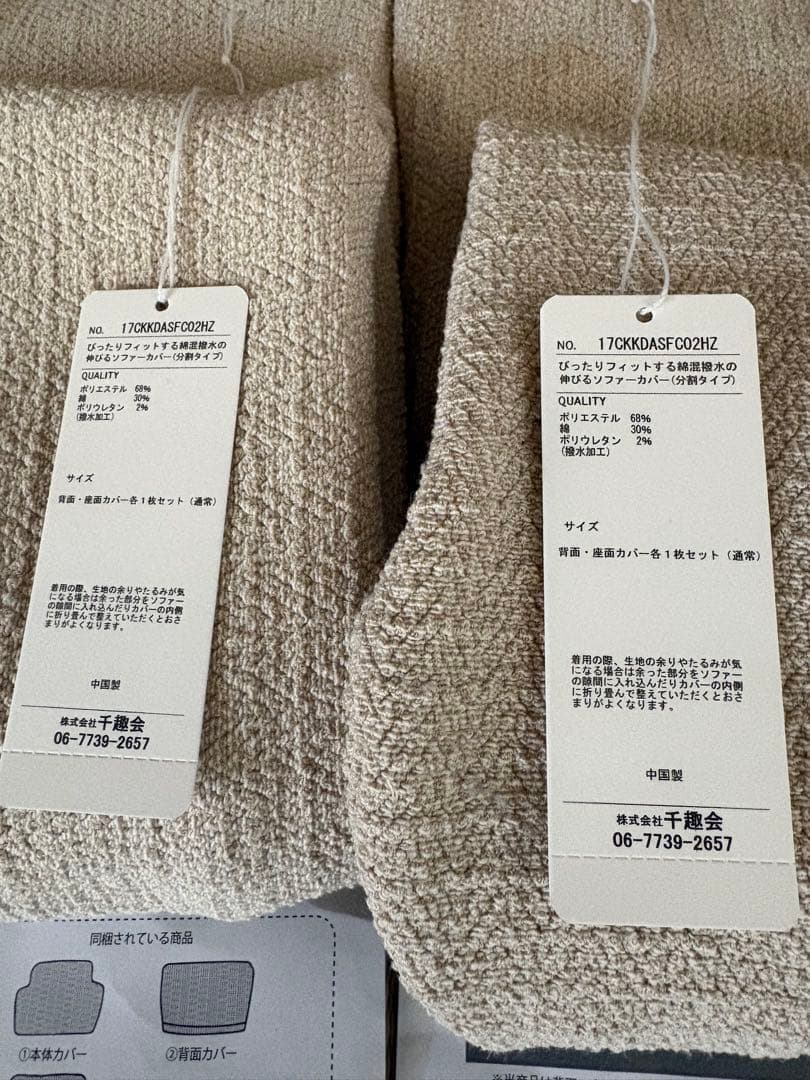 NO. 17CKKDASFC02HZ
ぴったりフィットする綿混撥水の
伸びるソファーカバー(分割タイプ)
QUALITY
ポリエステル 68%
綿 30%
ポリウレタン 2%
(撥水加工)
サイズ
背面・座面カバー各1枚セット(通常)
着用の際、生地の余りやたるみが気
になる場合は余った部分をソファー
の隙間に入れ込んだりカバーの内側
に折り畳んで整えていただくとおさ
まりがよくなります。
中国製
株式会社千趣会
06-7739-2657
NO. 17CKKDASFC02HZ
ぴったりフィットする綿混撥水の
伸びるソファーカバー(分割タイプ)
QUALITY
ポリエステル 68%
綿 30%
ポリウレタン 2%
(撥水加工)
サイズ
背面・座面カバー各1枚セット(通常)
着用の際、生地の余りやたるみが気
になる場合は余った部分をソファー
の隙間に入れ込んだりカバーの内側
に折り畳んで整えていただくとおさ
まりがよくなります。
中国製
株式会社千趣会
06-7739-2657
同梱されている商品
①本体カバー
②背面カバー